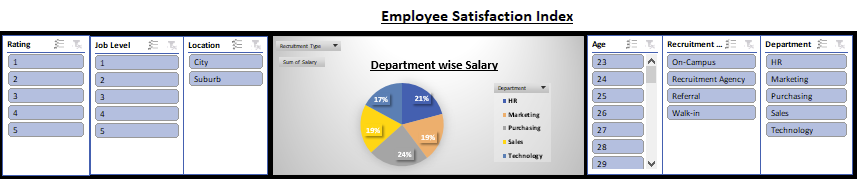 Employee Satisfaction Index
Rating
1
2
3
4
5
Job Level
1
2
3
4
5
Location
City
Suburb
Recruitment Type
Sum of Salary
Department wise Salary
17%
21%
19%
19%
24%
Department
HR
Marketing
Purchasing
Sales
Technology
Age
23
24
25
26
27
28
29
Recruitment ...
On-Campus
Recruitment Agency
Referral
Walk-in
Department
HR
Marketing
Purchasing
Sales
Technology